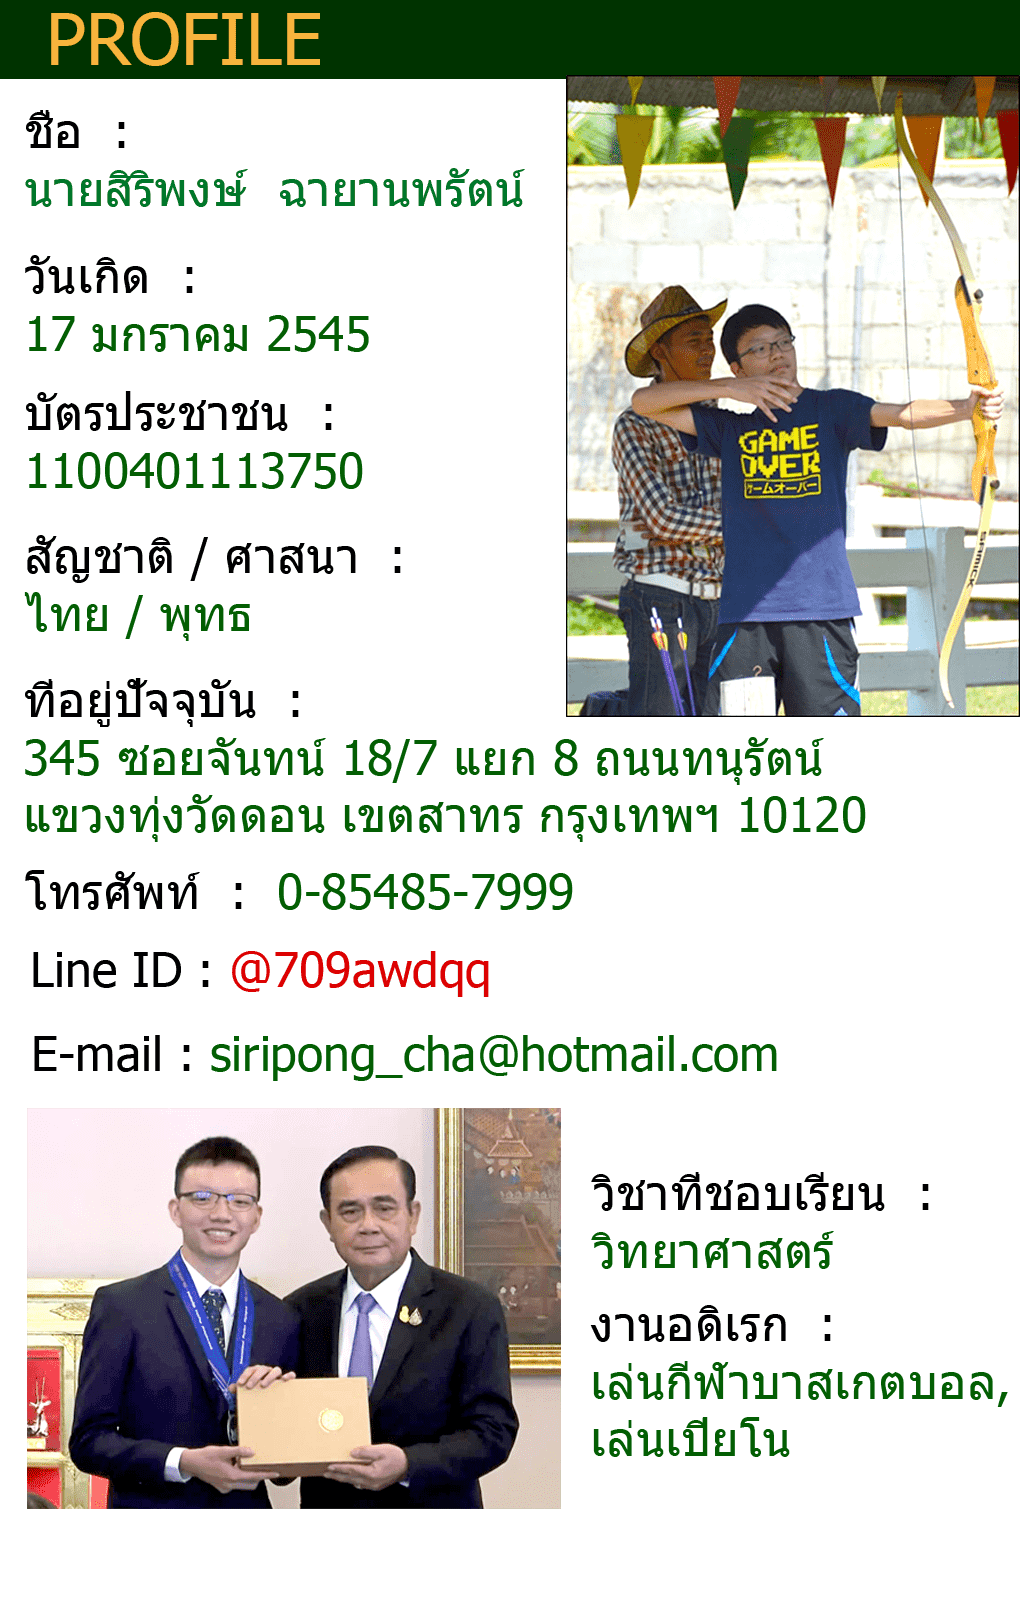 PROFILE
ชื่อ :
นายสิริพงษ์ ฉายานพรัตน์
วันเกิด :
17 มกราคม 2545
บัตรประชาชน :
1100401113750
สัญชาติ / ศาสนา :
ไทย / พุทธ
ที่อยู่ปัจจุบัน :
345 ซอยจันทน์ 18/7 แยก 8 ถนนทนุรัตน์
แขวงทุ่งวัดดอน เขตสาทร กรุงเทพฯ 10120
โทรศัพท์ : 0-85485-7999
Line ID : @709awdqq
E-mail : siripong_cha@hotmail.com
วิชาที่ชอบเรียน :
วิทยาศาสตร์
งานอดิเรก :
เล่นกีฬาบาสเกตบอล,
เล่นเปียโน
GAME
OVER
ゲームオーバー
SAMICK